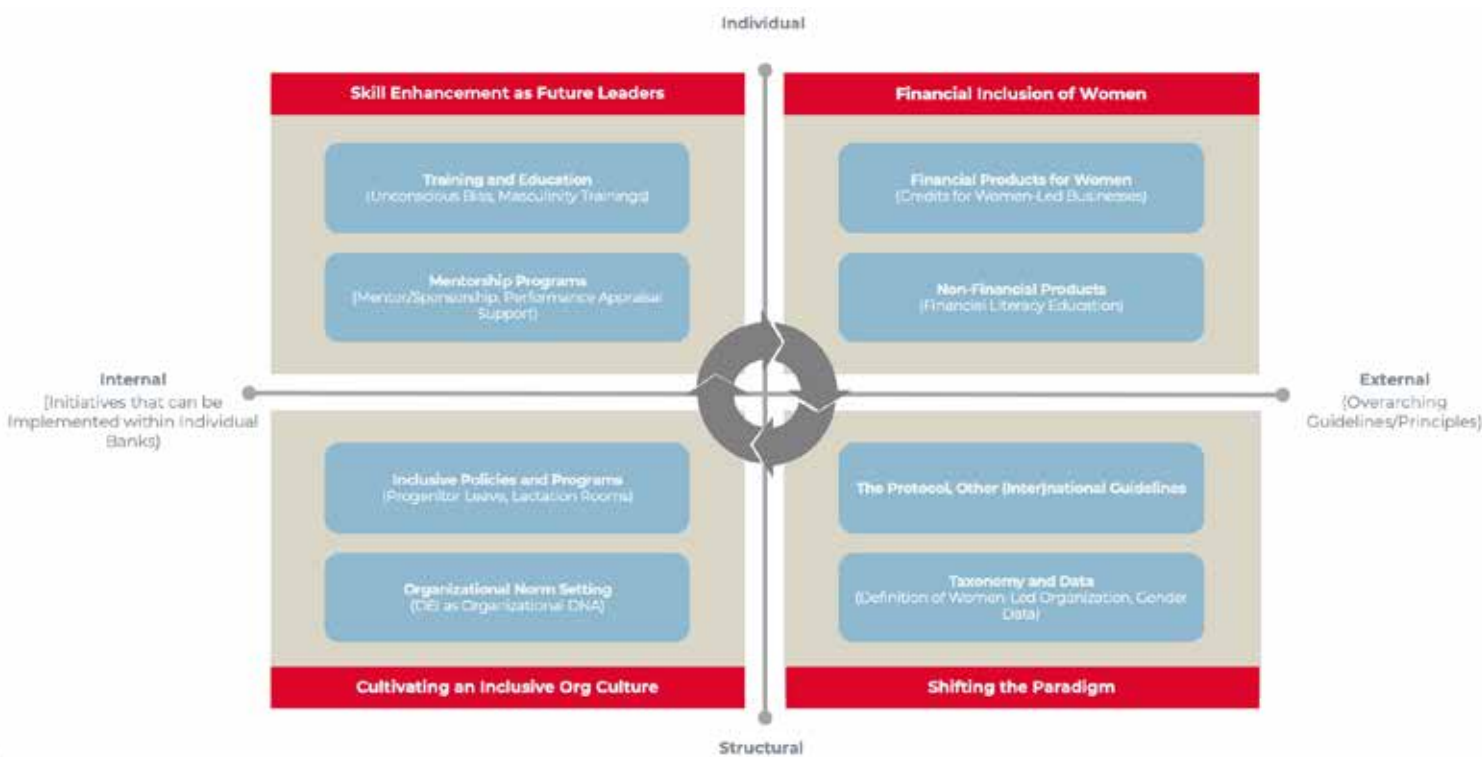 Individual
Skill Enhancement as Future Leaders
Financial Inclusion of Women
Training and Education
(Unconscious Bias, Masculinity Trainings)
Financial Products for Women
(Credits for Women-Led Businesses)
Mentorship Programs
(Mentor/Sponsorship, Performance Appraisal
Support)
Non-Financial Products
(Financial Literacy Education)
Internal
(Initiatives that can be
Implemented within Individual
Banks)
External
(Overarching
Guidelines/Principles)
Inclusive Policies and Programs
(Progenitor Leave, Lactation Rooms)
The Protocol, Other (Inter)national Guidelines
Organizational Norm Setting
(DEI as Organizational DNA)
Taxonomy and Data
(Definition of Women-Led Organization, Gender
Data)
Cultivating an Inclusive Org Culture
Shifting the Paradigm
Structural